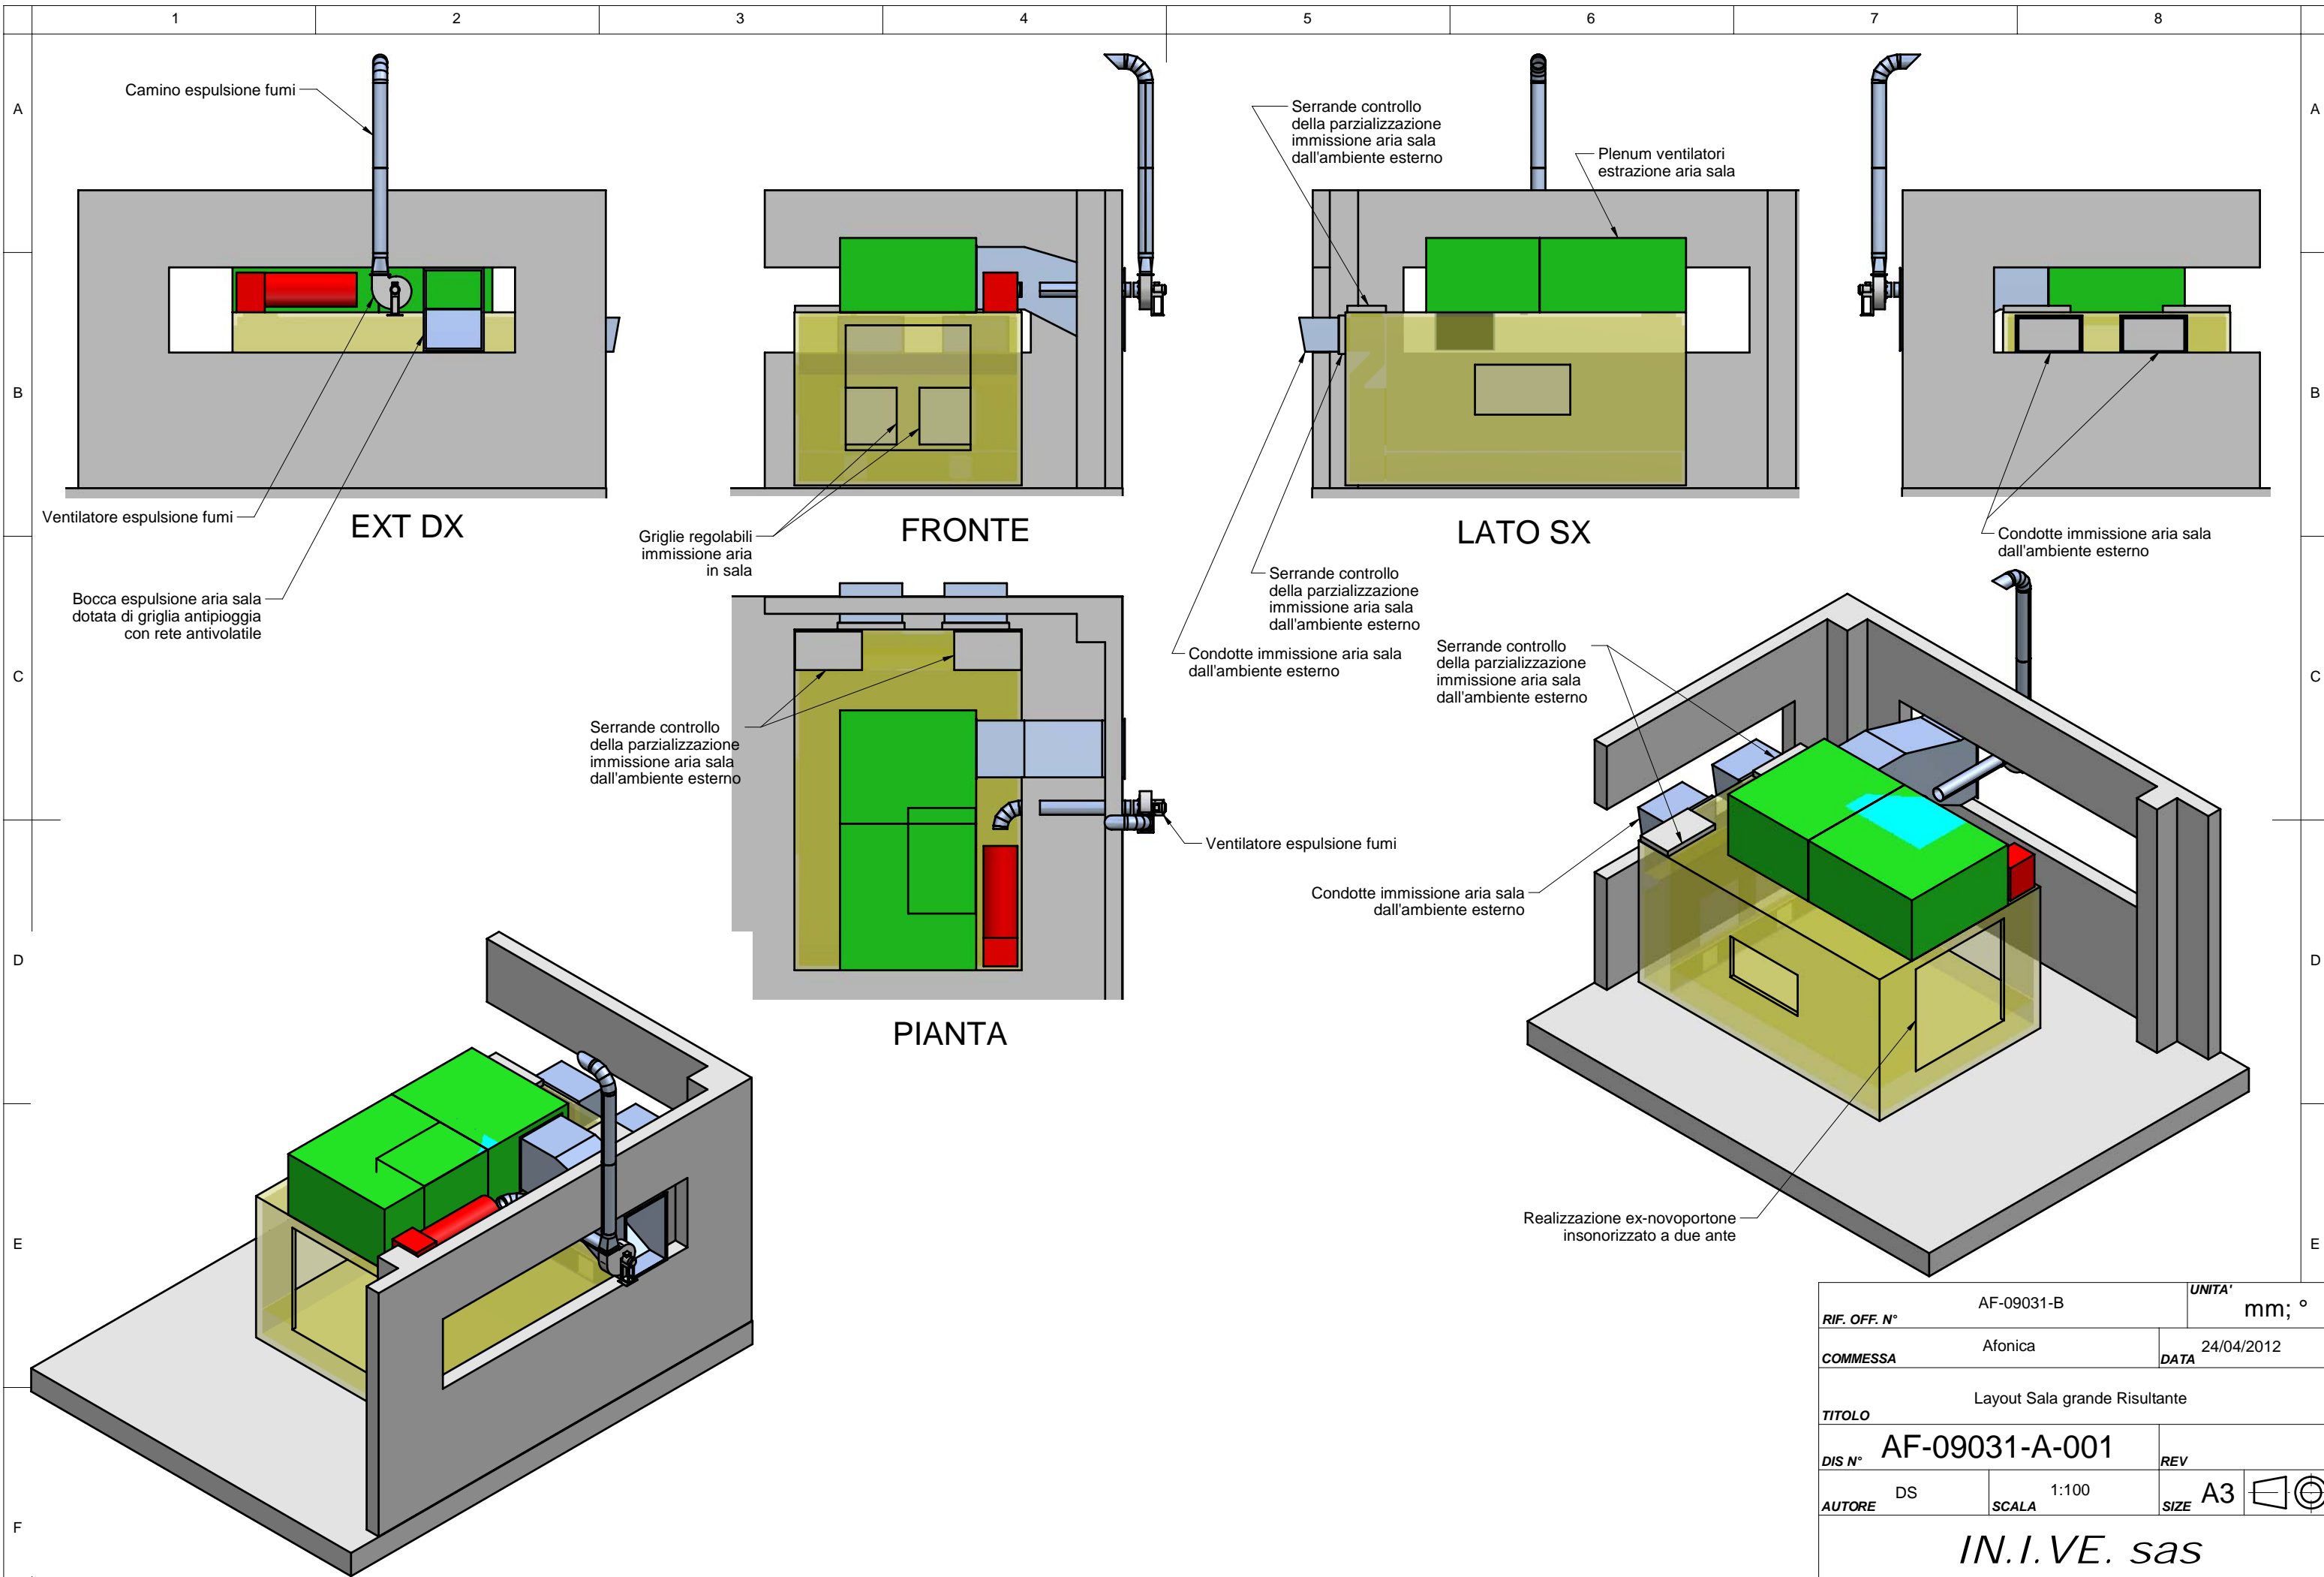 1 2 3 4 5 6 7 8
A
A
Camino espulsione fumi
Serrande controllo
della parzializzazione
immissione aria sala
dall'ambiente esterno
Plenum ventilatori
estrazione aria sala
B
B
Ventilatore espulsione fumi
EXT DX
Bocca espulsione aria sala
dotata di griglia antipioggia
con rete antivolatile
Griglie regolabili
immissione aria
in sala
FRONTE
LATO SX
Serrande controllo
della parzializzazione
immissione aria sala
dall'ambiente esterno
Condotte immissione aria sala
dall'ambiente esterno
Condotte immissione aria sala
dall'ambiente esterno
C
C
Serrande controllo
della parzializzazione
immissione aria sala
dall'ambiente esterno
Serrande controllo
della parzializzazione
immissione aria sala
dall'ambiente esterno
Ventilatore espulsione fumi
Condotte immissione aria sala
dall'ambiente esterno
D
D
PIANTA
Realizzazione ex-novoportone
insonorizzato a due ante
E
E
F
RIF. OFF. N° AF-09031-B UNITA' mm; °
COMMESSA Afonica DATA 24/04/2012
TITOLO Layout Sala grande Risultante
DIS N° AF-09031-A-001 REV
AUTORE DS SCALA 1:100 SIZE A3
IN.I.VE. sas